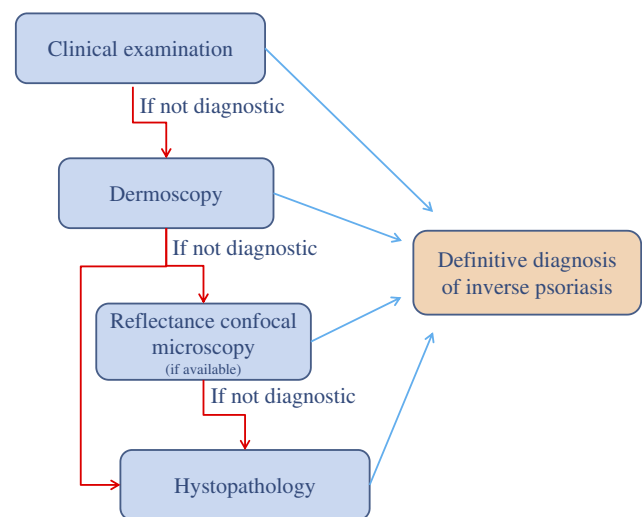 Clinical examination
If not diagnostic
Dermoscopy
If not diagnostic
Definitive diagnosis
of inverse psoriasis
Reflectance confocal
microscopy
(if available)
If not diagnostic
Hystopathology